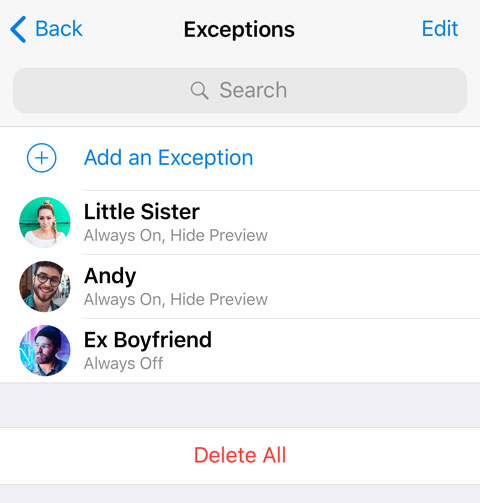 Back
Exceptions
Edit
Search
Add an Exception
Little Sister
Always On, Hide Preview
Andy
Always On, Hide Preview
Ex Boyfriend
Always Off
Delete All